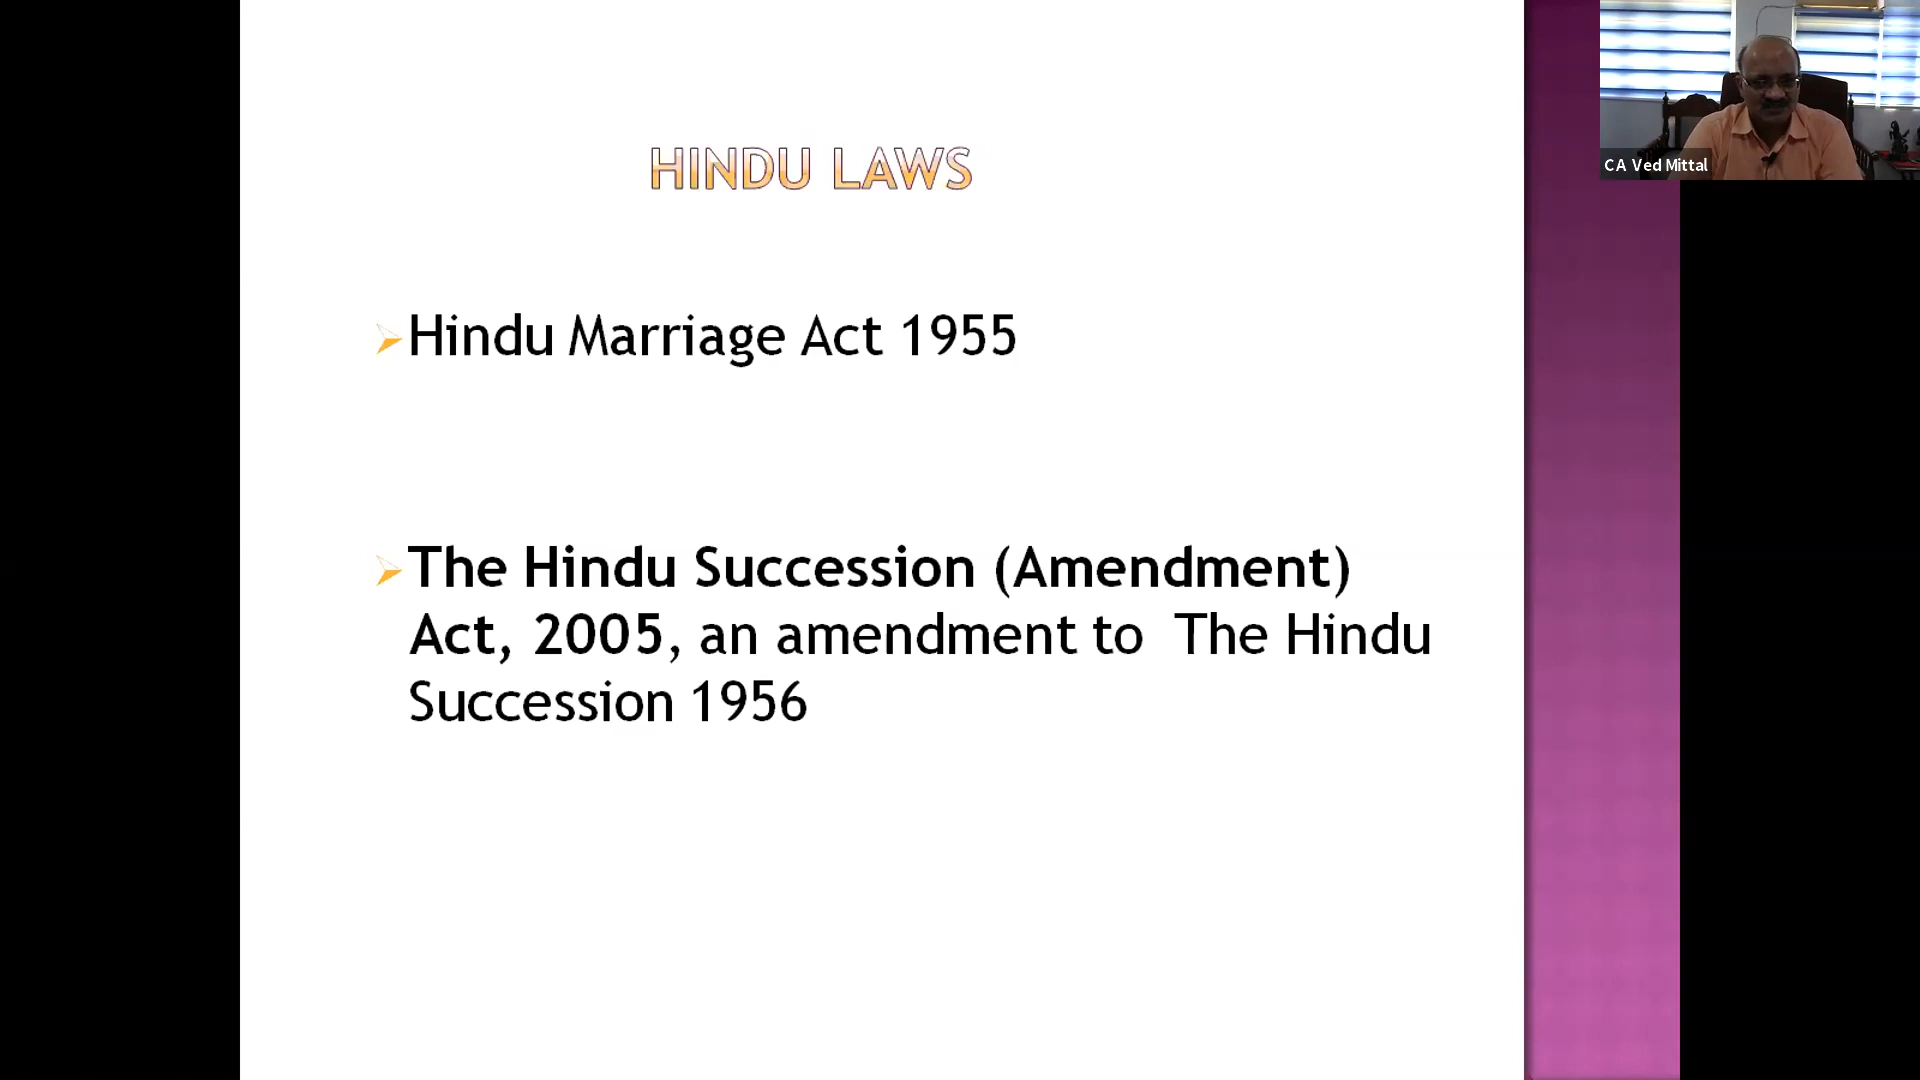 HINDU LAWS
Hindu Marriage Act 1955
The Hindu Succession (Amendment)
Act, 2005, an amendment to The Hindu
Succession 1956
CA Ved Mittal